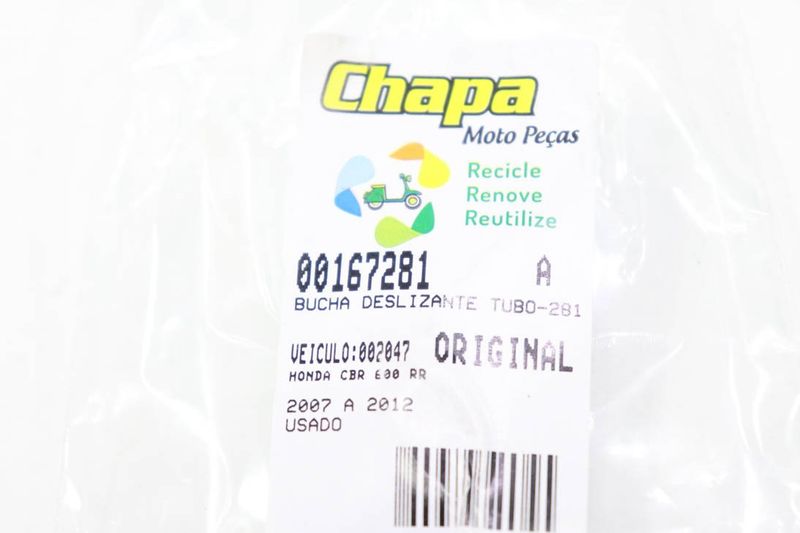 Chapa
Moto Peças
Recicle
Renove
Reutilize
00167281 A
BUCHA DESLIZANTE TUBO-281
VEICULO:002047 ORIGINAL
HONDA CBR 600 RR
2007 A 2012
USADO